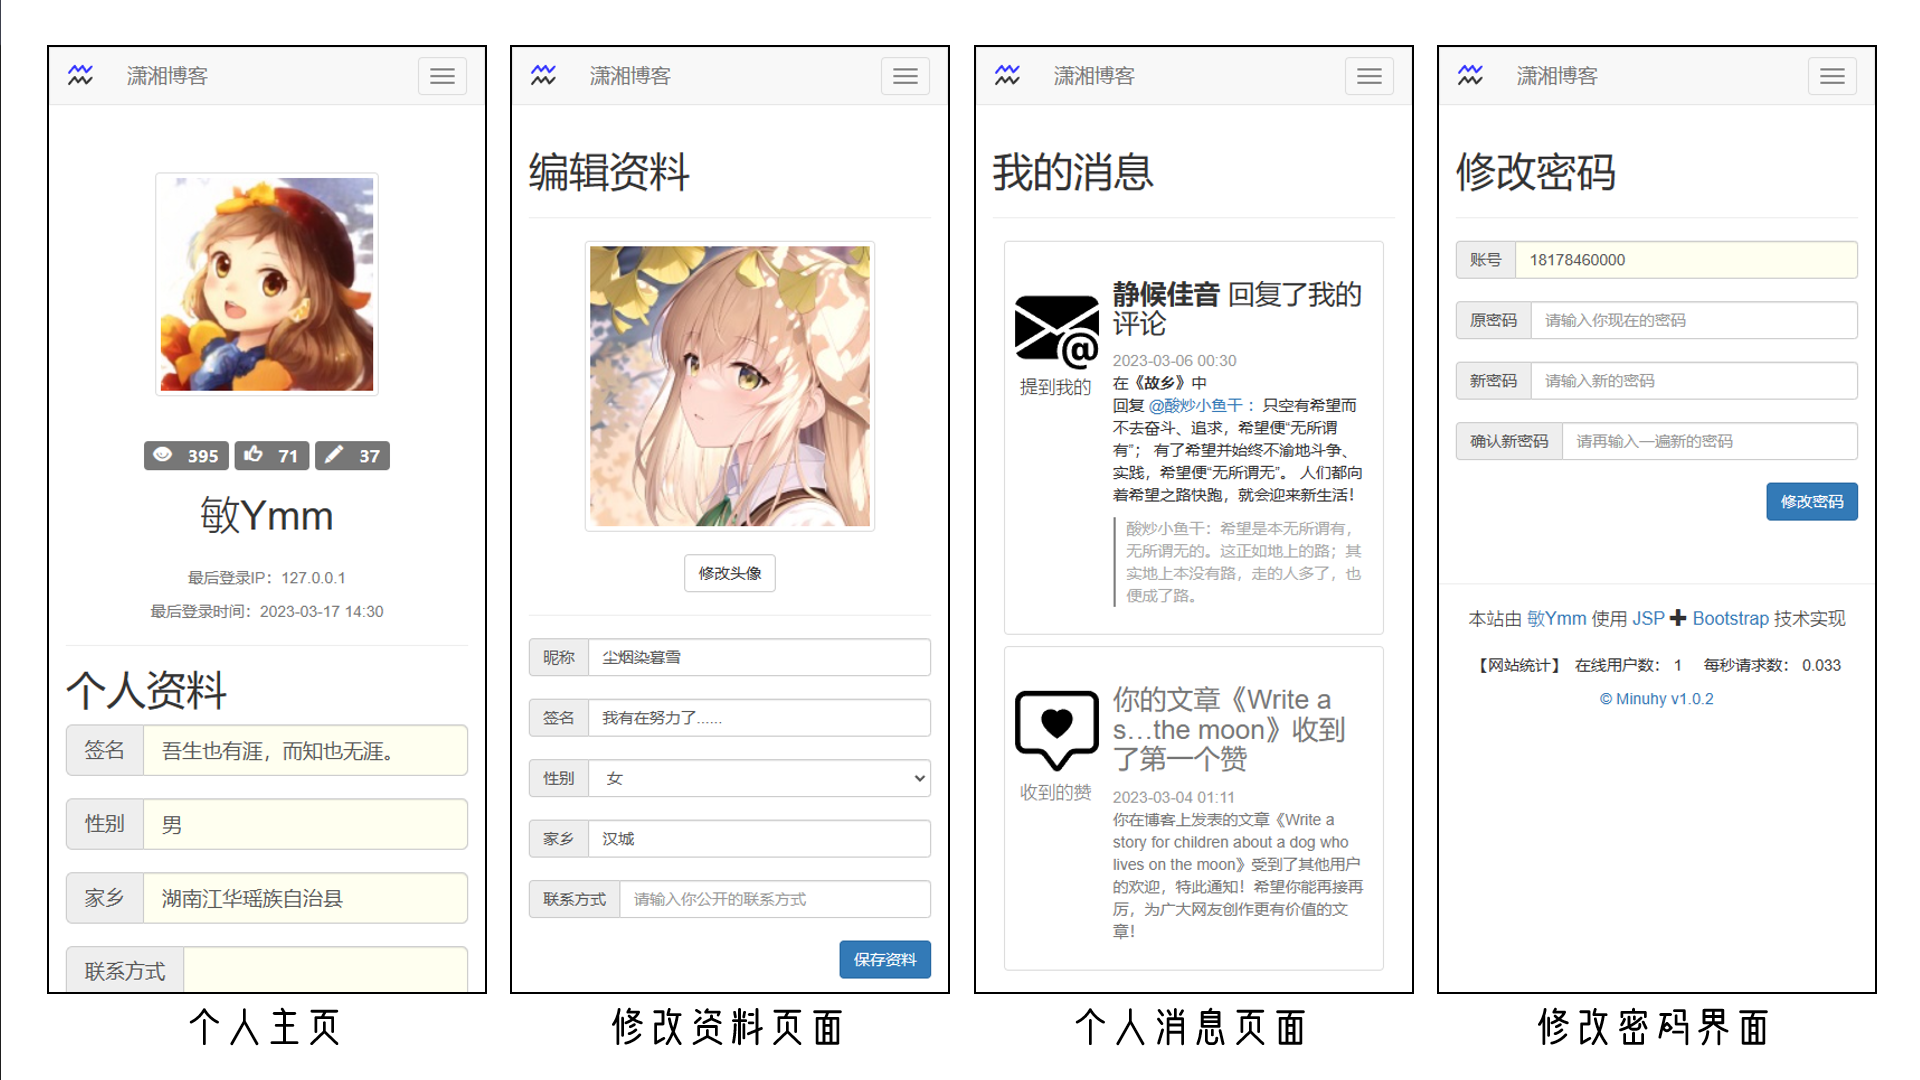 潇湘博客
395 71 37
敏Ymm
最后登录IP：127.0.0.1
最后登录时间：2023-03-17 14:30
个人资料
签名 吾生也有涯，而知也无涯。
性别 男
家乡 湖南江华瑶族自治县
联系方式
个人主页
潇湘博客
编辑资料
修改头像
昵称 尘烟染暮雪
签名 我有在努力了......
性别 女
家乡 汉城
联系方式 请输入你公开的联系方式
保存资料
修改资料页面
潇湘博客
我的消息
提到我的
静候佳音 回复了我的
评论
2023-03-06 00:30
在《故乡》中
回复 @酸炒小鱼干 ：只空有希望而
不去奋斗、追求，希望便“无所谓
有”； 有了希望并始终不渝地斗争、
实践，希望便“无所谓无”。 人们都向
着希望之路快跑，就会迎来新生活！
酸炒小鱼干：希望是本无所谓有，
无所谓无的。这正如地上的路；其
实地上本没有路，走的人多了，也
便成了路。
收到的赞
你的文章《Write a
s…the moon》收到
了第一个赞
2023-03-04 01:11
你在博客上发表的文章《Write a
story for children about a dog who
lives on the moon》受到了其他用户
的欢迎，特此通知！希望你能再接再
厉，为广大网友创作更有价值的文
章！
个人消息页面
潇湘博客
修改密码
账号 18178460000
原密码 请输入你现在的密码
新密码 请输入新的密码
确认新密码 请再输入一遍新的密码
修改密码
本站由 敏Ymm 使用 JSP ✚ Bootstrap 技术实现
【网站统计】 在线用户数： 1 每秒请求数： 0.033
© Minuhy v1.0.2
修改密码界面